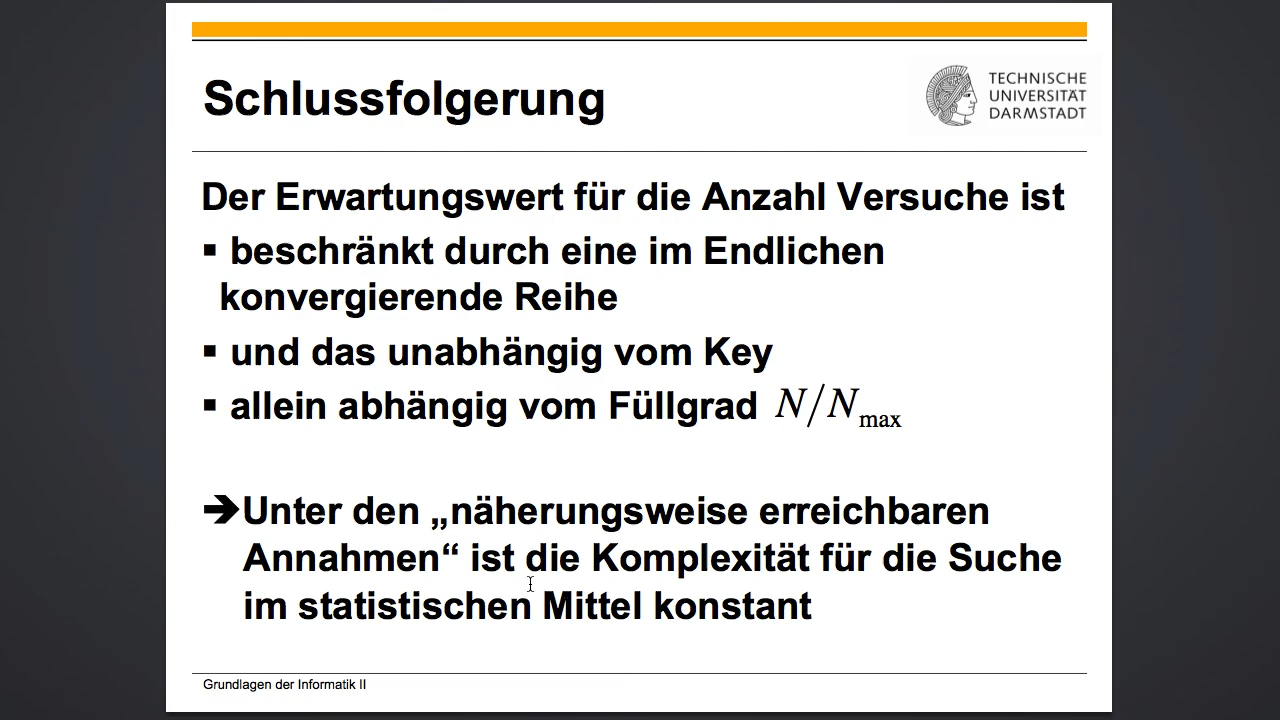 Schlussfolgerung
TECHNISCHE
UNIVERSITÄT
DARMSTADT
Der Erwartungswert für die Anzahl Versuche ist
▪ beschränkt durch eine im Endlichen
konvergierende Reihe
▪ und das unabhängig vom Key
▪ allein abhängig vom Füllgrad N/Nmax
➔Unter den „näherungsweise erreichbaren
Annahmen“ ist die Komplexität für die Suche
im statistischen Mittel konstant
Grundlagen der Informatik II